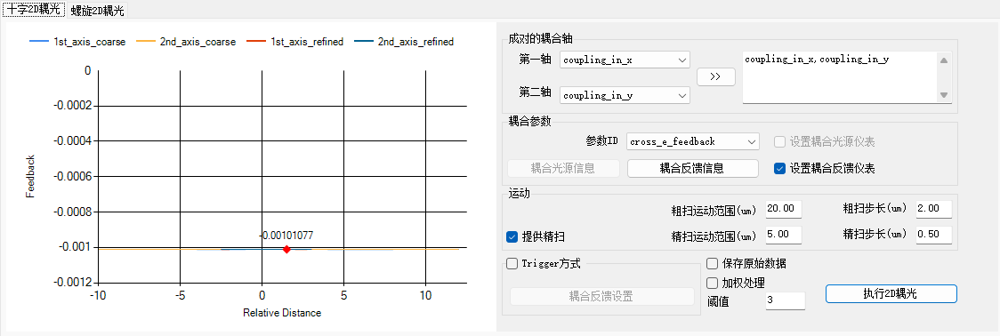 十字2D耦光 螺旋2D耦光
1st_axis_coarse 2nd_axis_coarse 1st_axis_refined 2nd_axis_refined
0
-0.0002
-0.0004
-0.0006
-0.0008
-0.001
-0.0012
Feedback
-0.00101077
-10 -5 0 5 10
Relative Distance
成对的耦合轴
第一轴 coupling_in_x
>>
coupling_in_x,coupling_in_y
第二轴 coupling_in_y
耦合参数
参数ID cross_e_feedback 设置耦合光源仪表
耦合光源信息 耦合反馈信息 设置耦合反馈仪表
运动
粗扫运动范围(um) 20.00 粗扫步长(um) 2.00
提供精扫 精扫运动范围(um) 5.00 精扫步长(um) 0.50
Trigger方式
耦合反馈设置
保存原始数据
加权处理
阈值 3
执行2D耦光